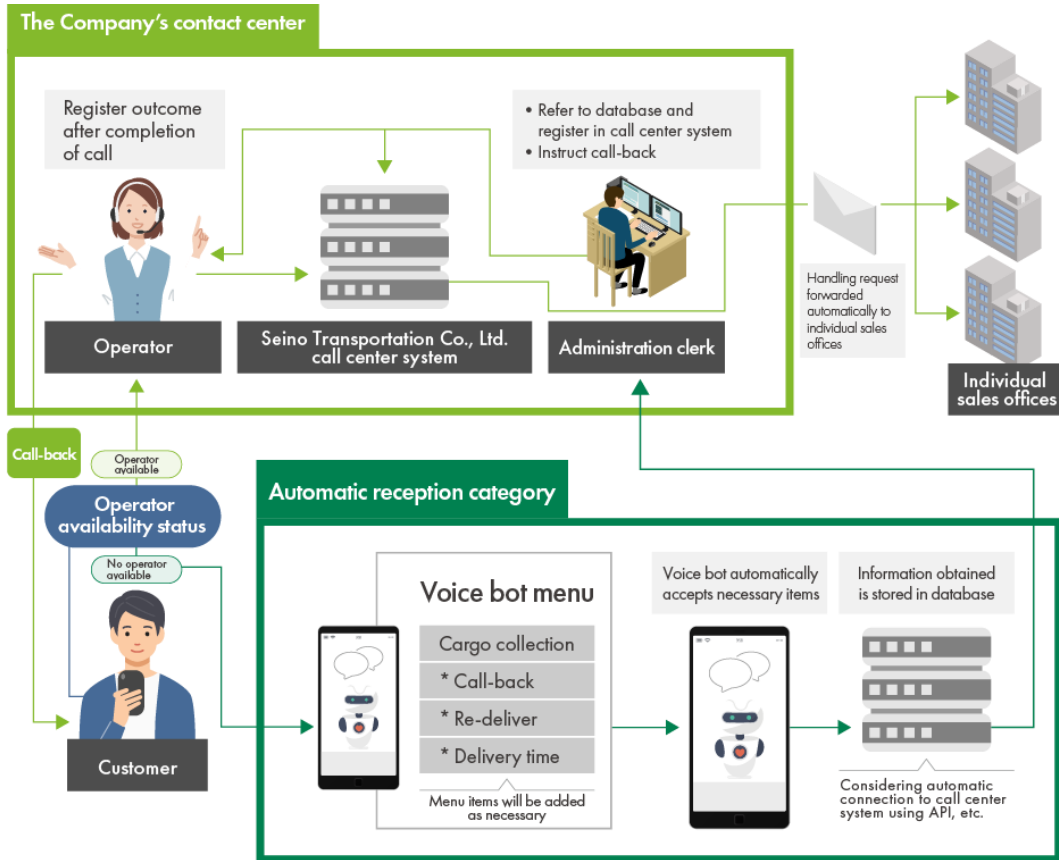 The Company's contact center
Register outcome
after completion
of call
• Refer to database and
register in call center system
• Instruct call-back
Operator
Seino Transportation Co., Ltd.
call center system
Administration clerk
Handling request
forwarded
automatically to
individual sales
offices
Individual
sales offices
Call-back
Operator
available
Operator
availability status
No operator
available
Customer
Automatic reception category
Voice bot menu
Cargo collection
* Call-back
* Re-deliver
* Delivery time
Menu items will be added
as necessary
Voice bot automatically
accepts necessary items
Information obtained
is stored in database
Considering automatic
connection to call center
system using API, etc.